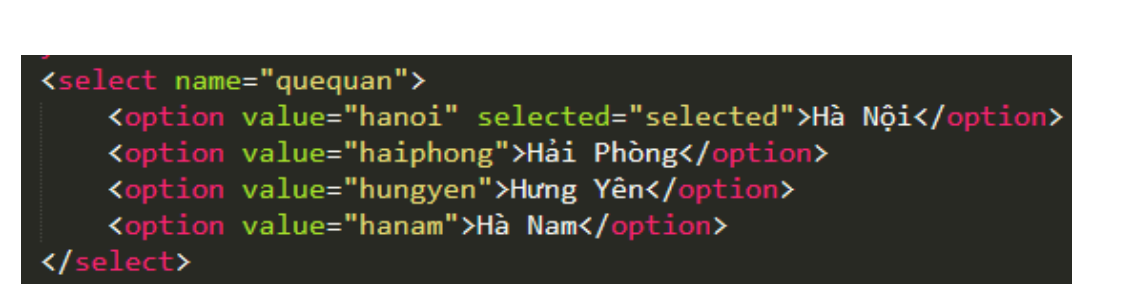 <select name="quequan">
    <option value="hanoi" selected="selected">Hà Nội</option>
    <option value="haiphong">Hải Phòng</option>
    <option value="hungyen">Hưng Yên</option>
    <option value="hanam">Hà Nam</option>
</select>